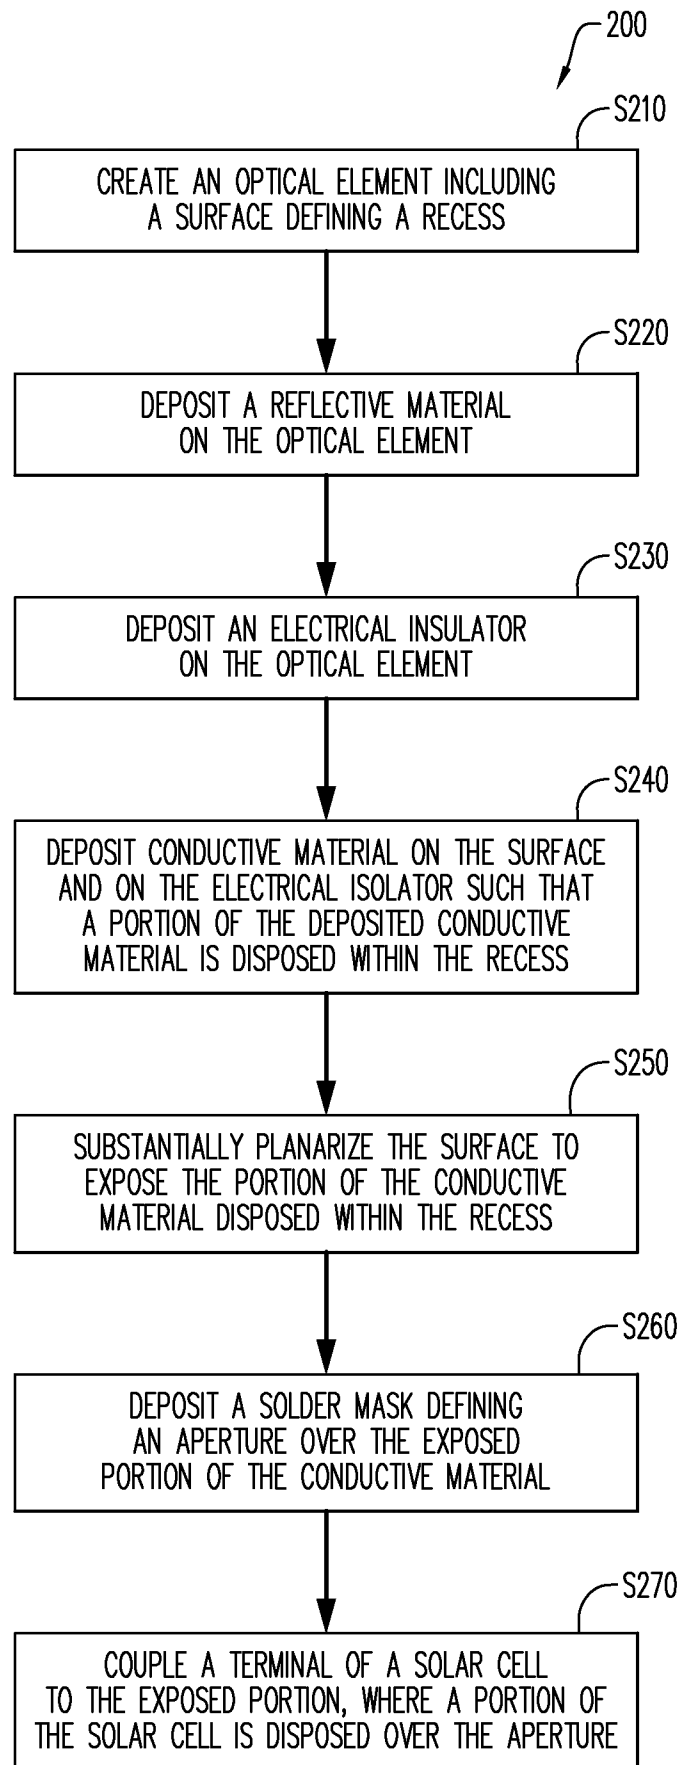 200
S210
CREATE AN OPTICAL ELEMENT INCLUDING
A SURFACE DEFINING A RECESS
S220
DEPOSIT A REFLECTIVE MATERIAL
ON THE OPTICAL ELEMENT
S230
DEPOSIT AN ELECTRICAL INSULATOR
ON THE OPTICAL ELEMENT
S240
DEPOSIT CONDUCTIVE MATERIAL ON THE SURFACE
AND ON THE ELECTRICAL ISOLATOR SUCH THAT
A PORTION OF THE DEPOSITED CONDUCTIVE
MATERIAL IS DISPOSED WITHIN THE RECESS
S250
SUBSTANTIALLY PLANARIZE THE SURFACE TO
EXPOSE THE PORTION OF THE CONDUCTIVE
MATERIAL DISPOSED WITHIN THE RECESS
S260
DEPOSIT A SOLDER MASK DEFINING
AN APERTURE OVER THE EXPOSED
PORTION OF THE CONDUCTIVE MATERIAL
S270
COUPLE A TERMINAL OF A SOLAR CELL
TO THE EXPOSED PORTION, WHERE A PORTION OF
THE SOLAR CELL IS DISPOSED OVER THE APERTURE